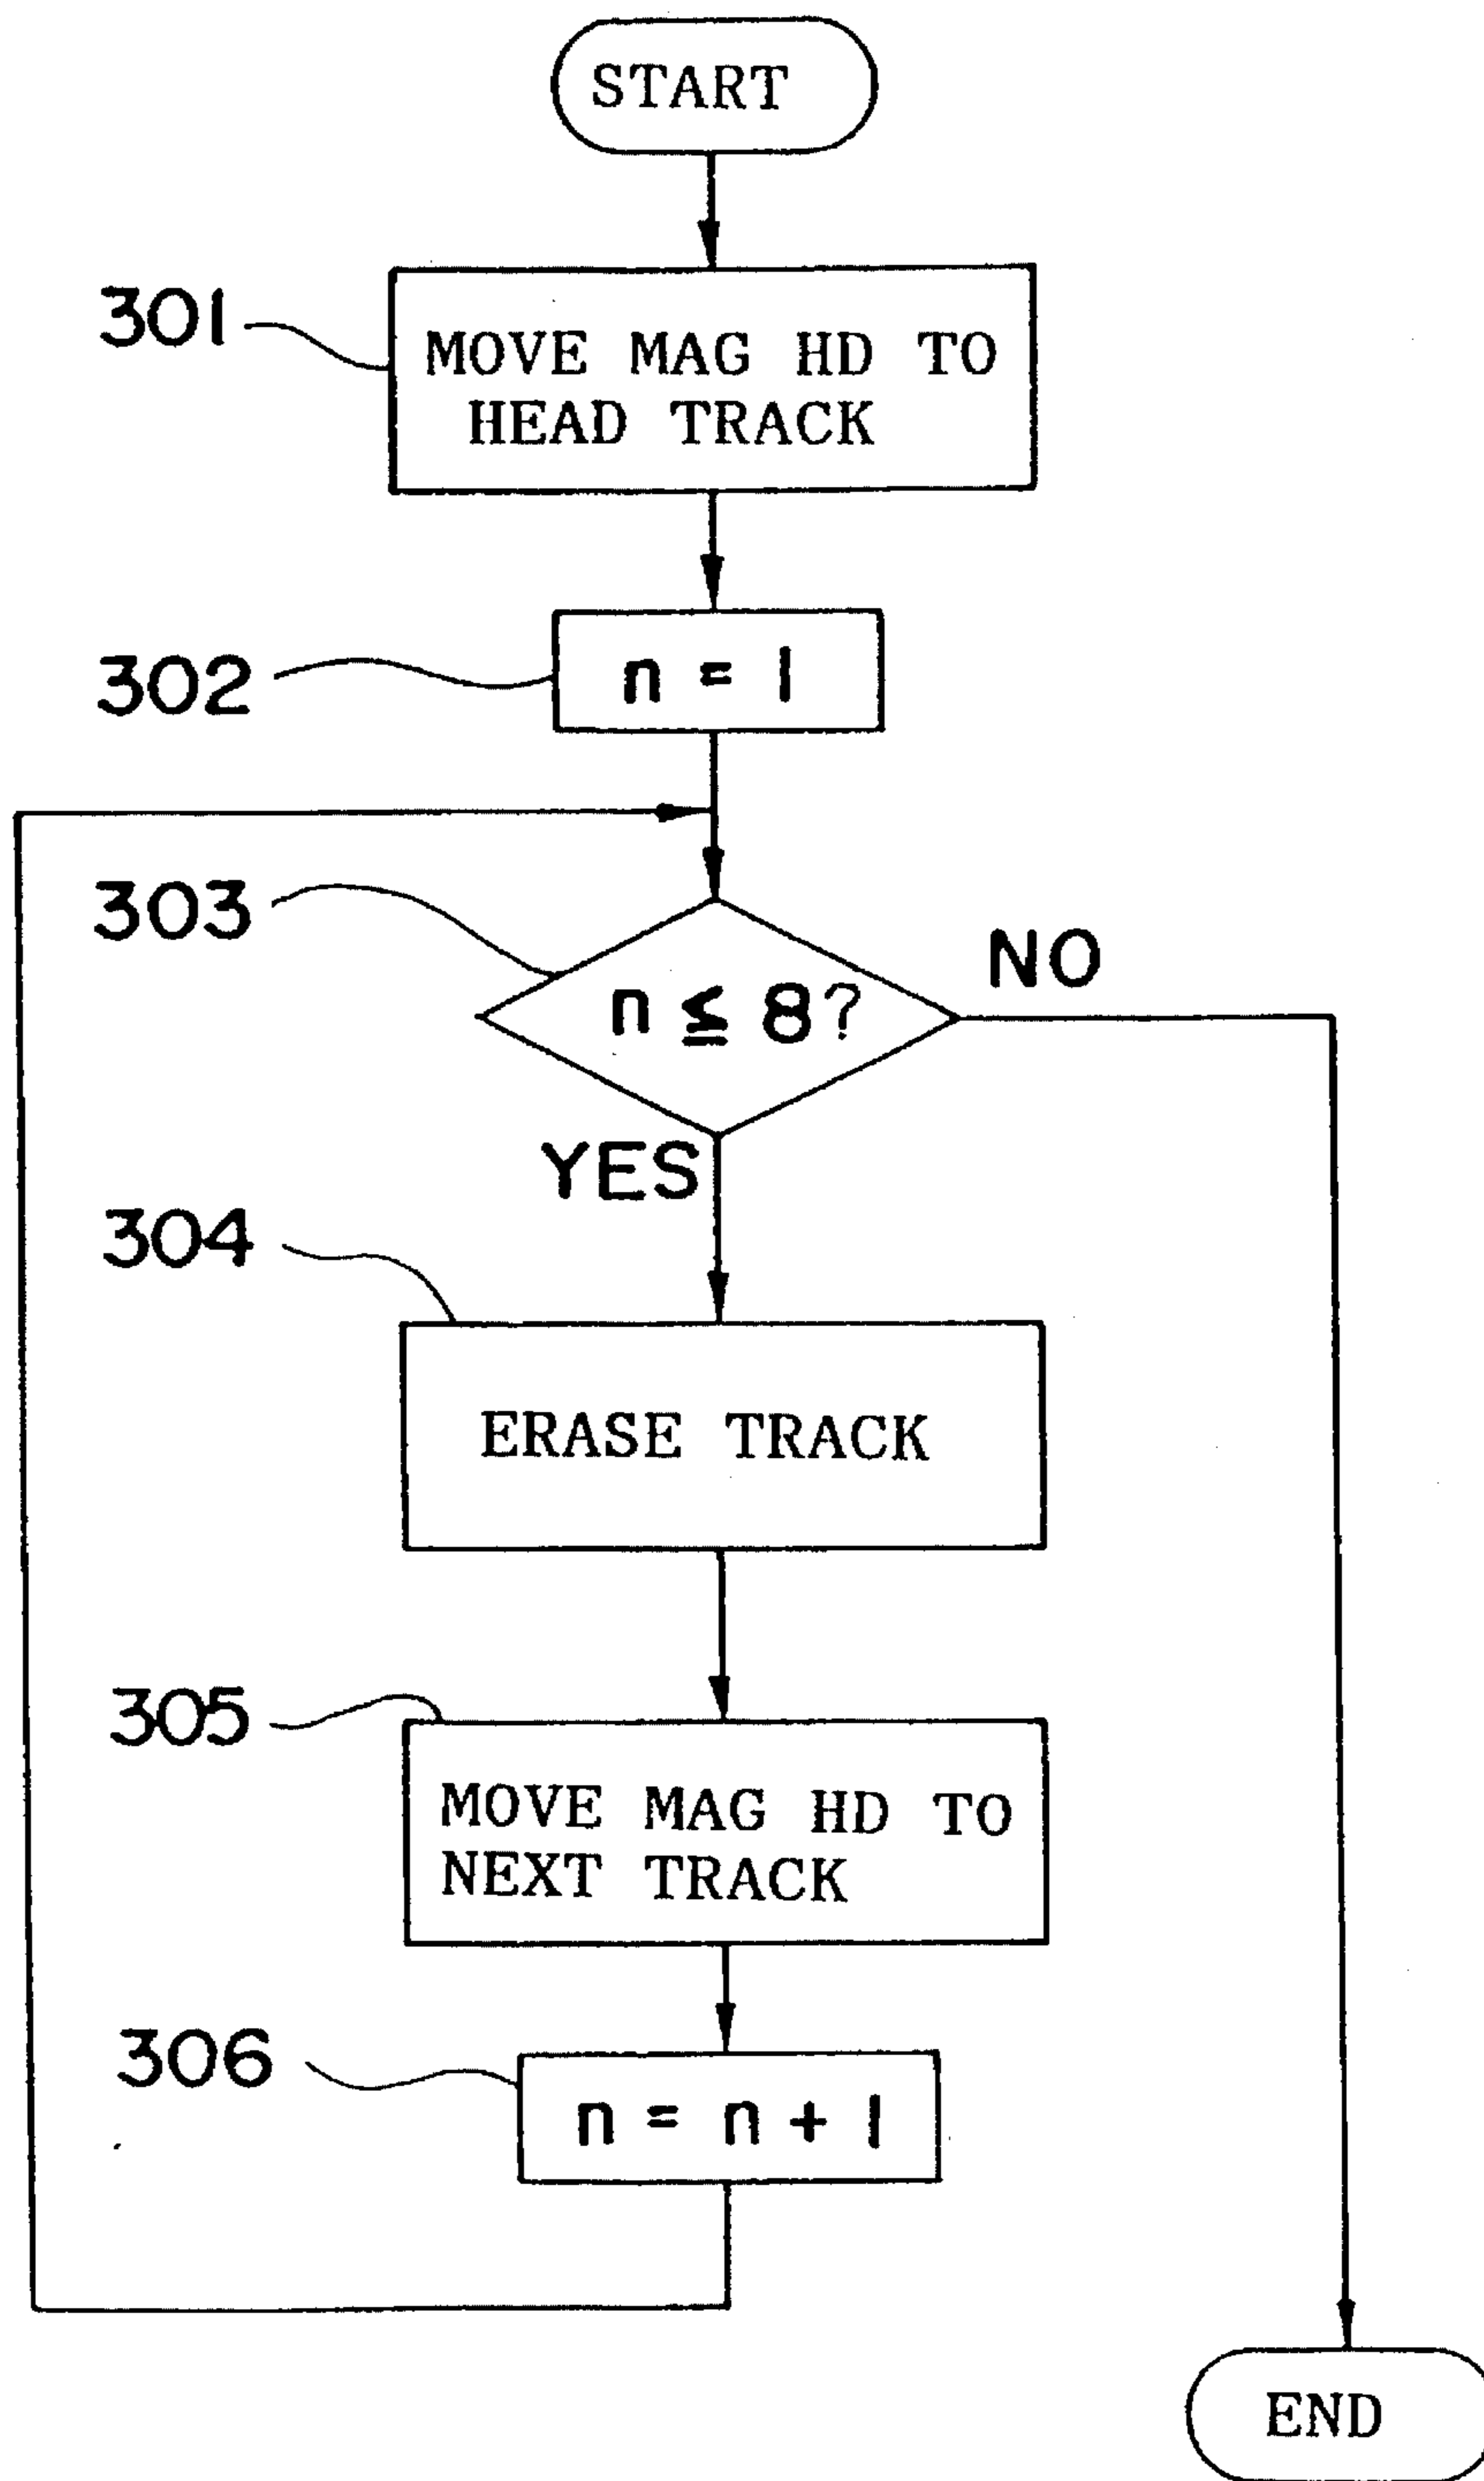 START
301
MOVE MAG HD TO
HEAD TRACK
302
n = 1
303
n ≦ 8?
NO
YES
304
ERASE TRACK
305
MOVE MAG HD TO
NEXT TRACK
306
n = n + 1
END